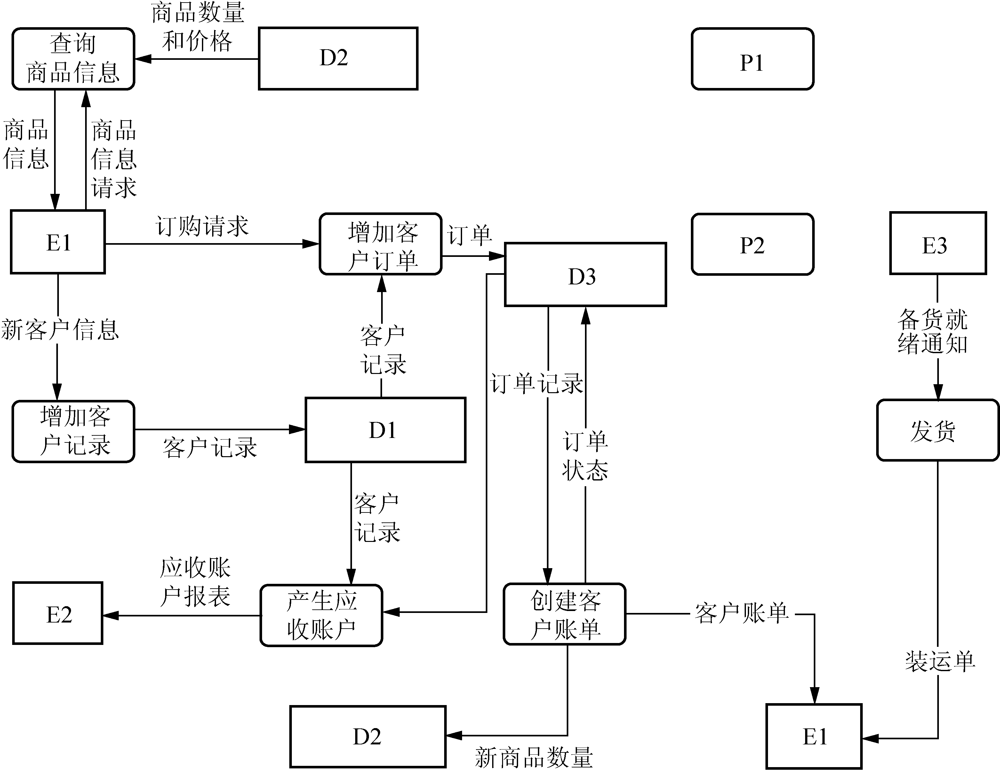 商品数量
和价格
查询
商品信息
D2
P1
商品
信息
商品
信息
请求
E1
订购请求
增加客
户订单
订单
D3
P2
E3
新客户信息
客户
记录
订单记录
备货就
绪通知
增加客
户记录
客户记录
D1
订单
状态
发货
客户
记录
应收账
户报表
E2
产生应
收账户
创建客
户账单
客户账单
装运单
D2
新商品数量
E1